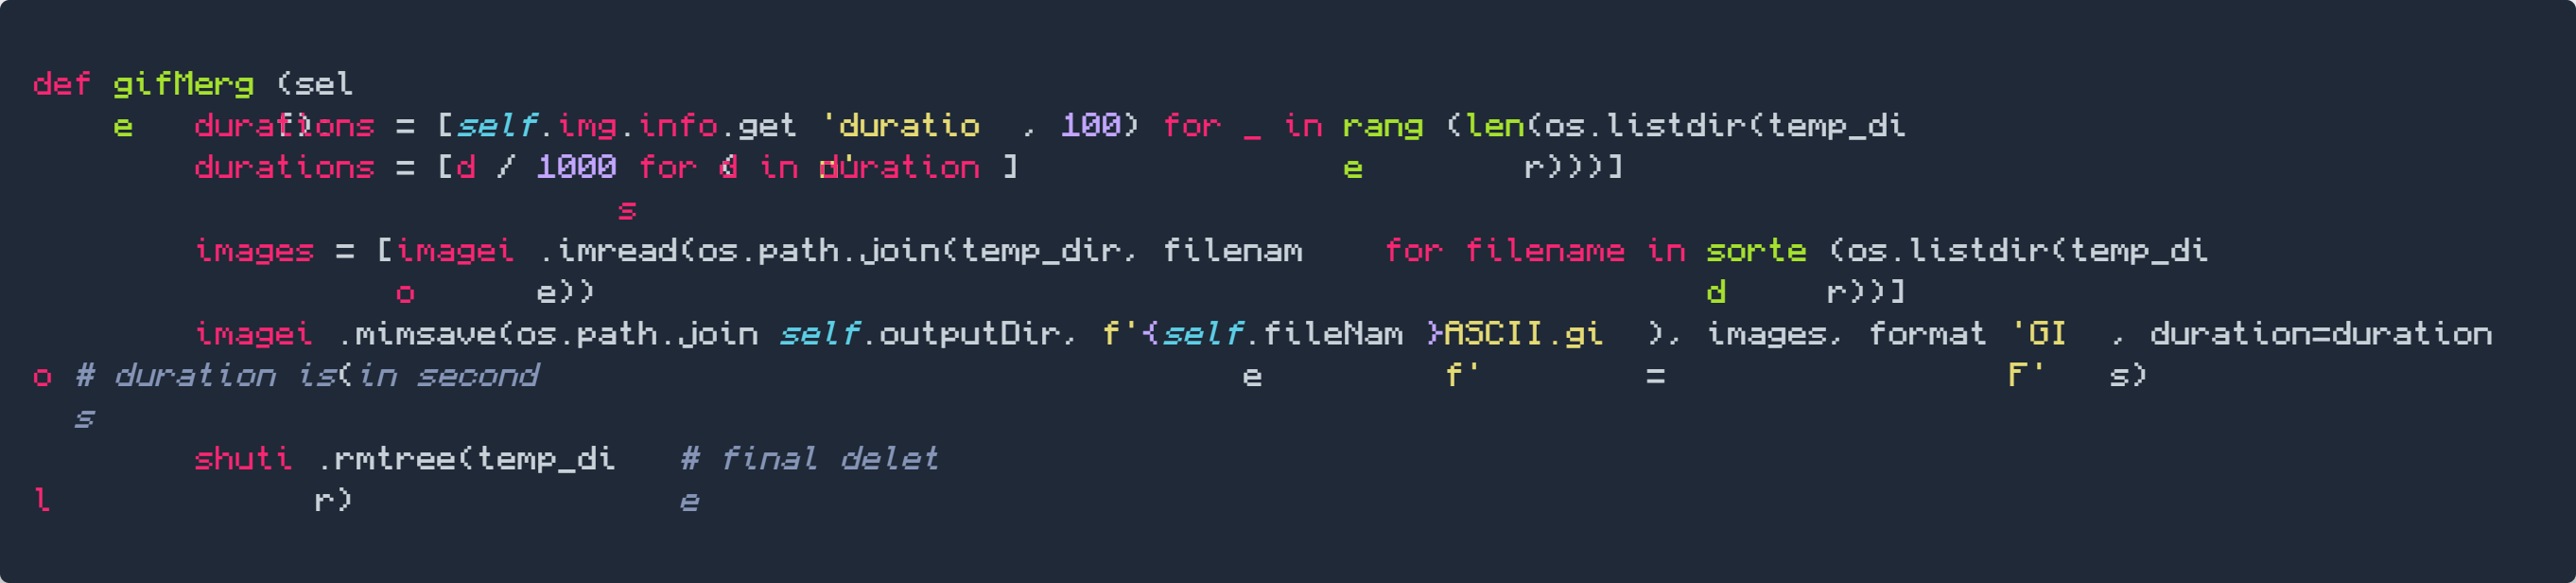 def gifMerg (sel
e f) durations = [self.img.info.get 'duratio , 100) for _ in rang (len(os.listdir(temp_di
durations = [d / 1000 for d ( in n' duration ] e r)))]
s
images = [imagei .imread(os.path.join(temp_dir, filenam for filename in sorte (os.listdir(temp_di
o e)) d r))]
imagei .mimsave(os.path.join self.outputDir, f'{self.fileNam }ASCII.gi ), images, format 'GI , duration=duration
o # duration is(in second e f' = F' s)
s
shuti .rmtree(temp_di # final delet
l r) e